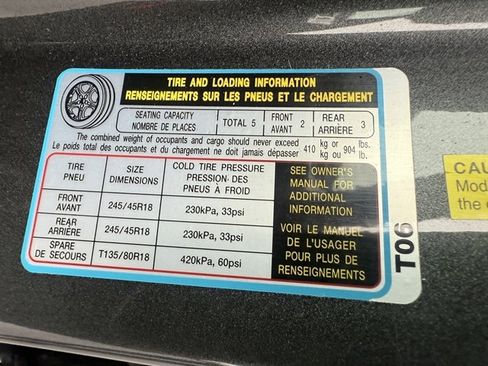 TIRE AND LOADING INFORMATION
RENSEIGNEMENTS SUR LES PNEUS ET LE CHARGEMENT
SEATING CAPACITY
NOMBRE DE PLACES
TOTAL 5
FRONT
AVANT 2
REAR
ARRIÈRE 3
The combined weight of occupants and cargo should never exceed 410 kg or 904 lbs.
Le poids total des occupants et du chargement ne doit jamais dépasser 410 kg ou 904 lb.
TIRE
PNEU
SIZE
DIMENSIONS
COLD TIRE PRESSURE
PRESSION DES
PNEUS À FROID
FRONT
AVANT
245/45R18
230kPa, 33psi
REAR
ARRIÈRE
245/45R18
230kPa, 33psi
SPARE
DE SECOURS
T135/80R18
420kPa, 60psi
SEE OWNER'S
MANUAL FOR
ADDITIONAL
INFORMATION
VOIR LE MANUEL
DE L'USAGER
POUR PLUS DE
RENSEIGNEMENTS
T06
CAU
Mod
the